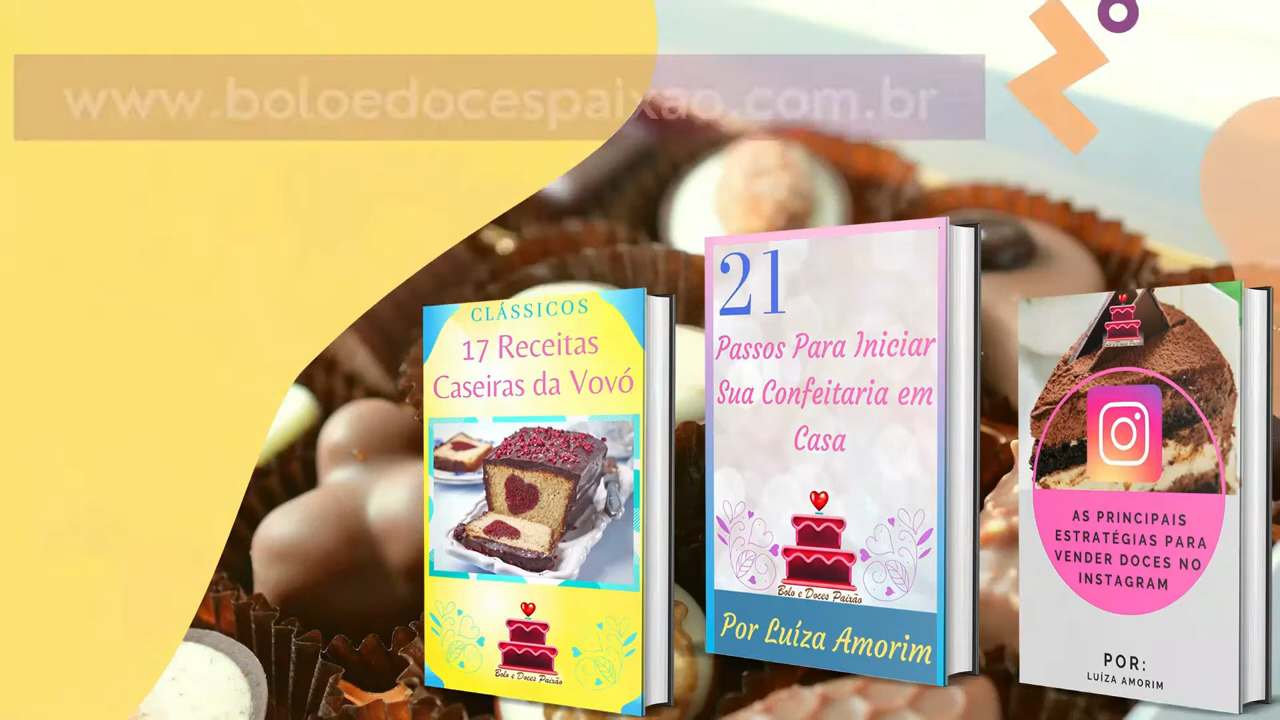 www.boloedocespaixao.com.br
CLÁSSICOS
17 Receitas
Caseiras da Vovó
Bolo e Doces Paixão
21
Passos Para Iniciar
Sua Confeitaria em
Casa
Bolo e Doces Paixão
Por Luíza Amorim
AS PRINCIPAIS
ESTRATÉGIAS PARA
VENDER DOCES NO
INSTAGRAM
POR:
LUÍZA AMORIM